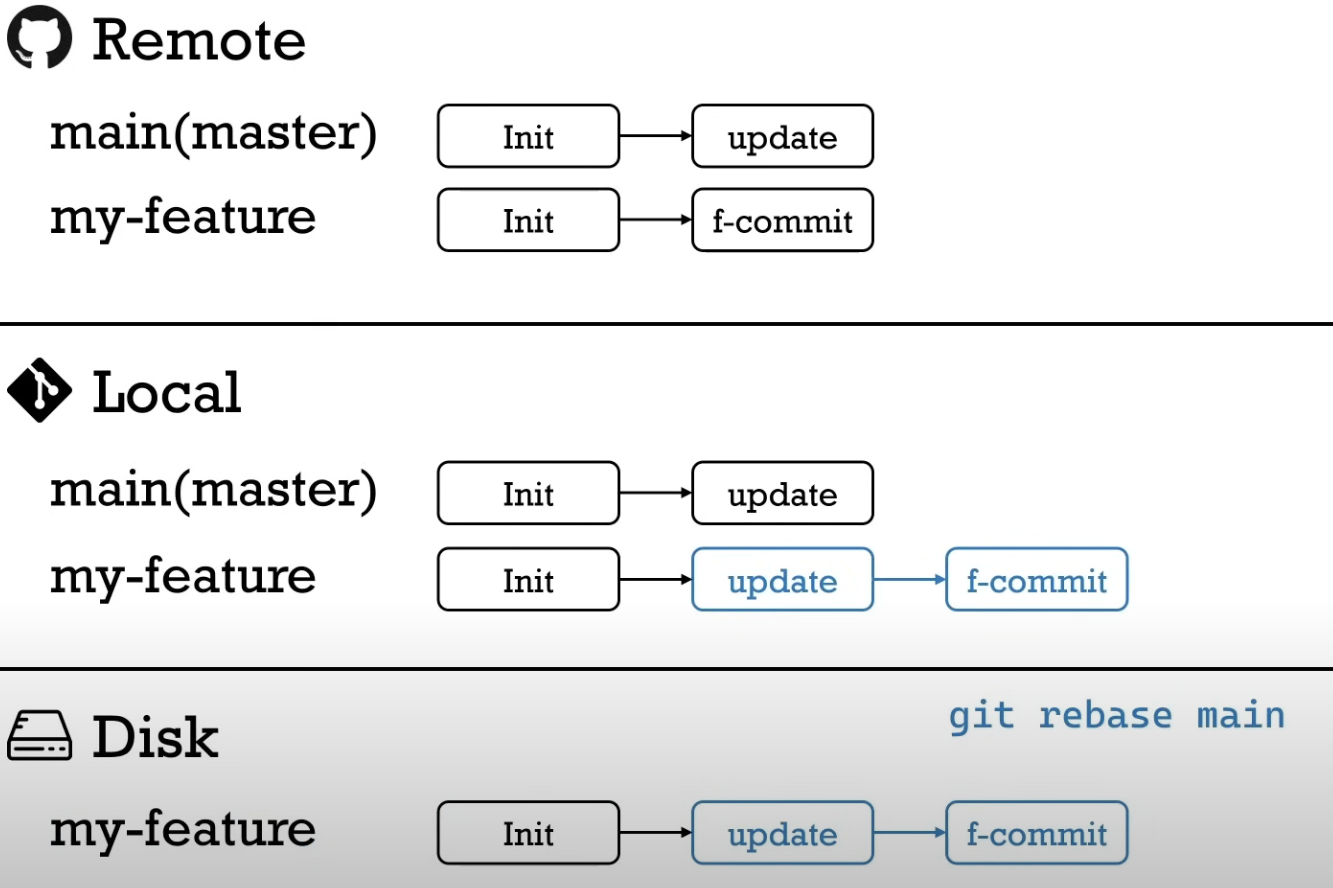 Remote
main(master) Init update
my-feature Init f-commit
Local
main(master) Init update
my-feature Init update f-commit
Disk
git rebase main
my-feature Init update f-commit